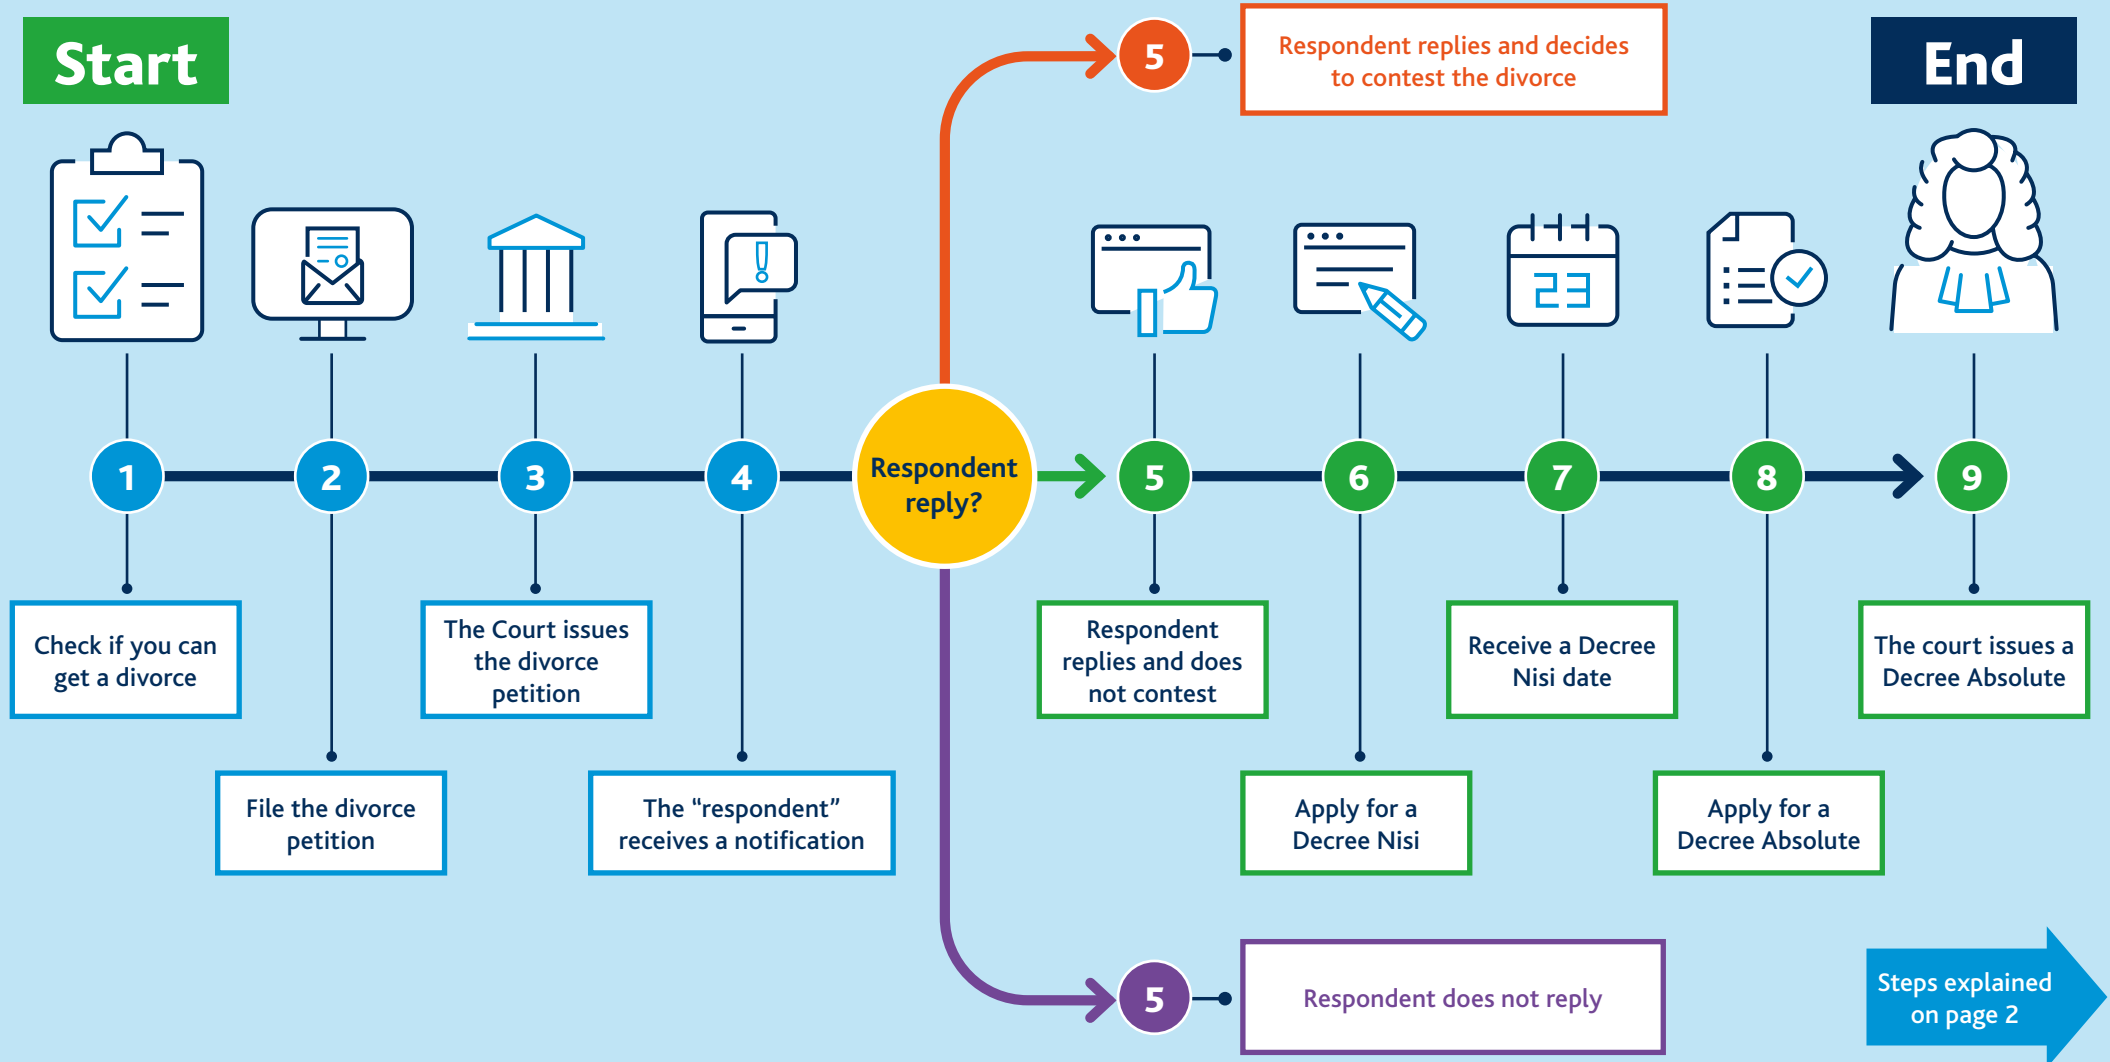 Start
End
5
Respondent replies and decides
to contest the divorce
23
1
2
3
4
Respondent
reply?
5
6
7
8
9
Check if you can
get a divorce
File the divorce
petition
The Court issues
the divorce
petition
The “respondent”
receives a notification
Respondent
replies and does
not contest
Apply for a
Decree Nisi
Receive a Decree
Nisi date
Apply for a
Decree Absolute
The court issues a
Decree Absolute
5
Respondent does not reply
Steps explained
on page 2